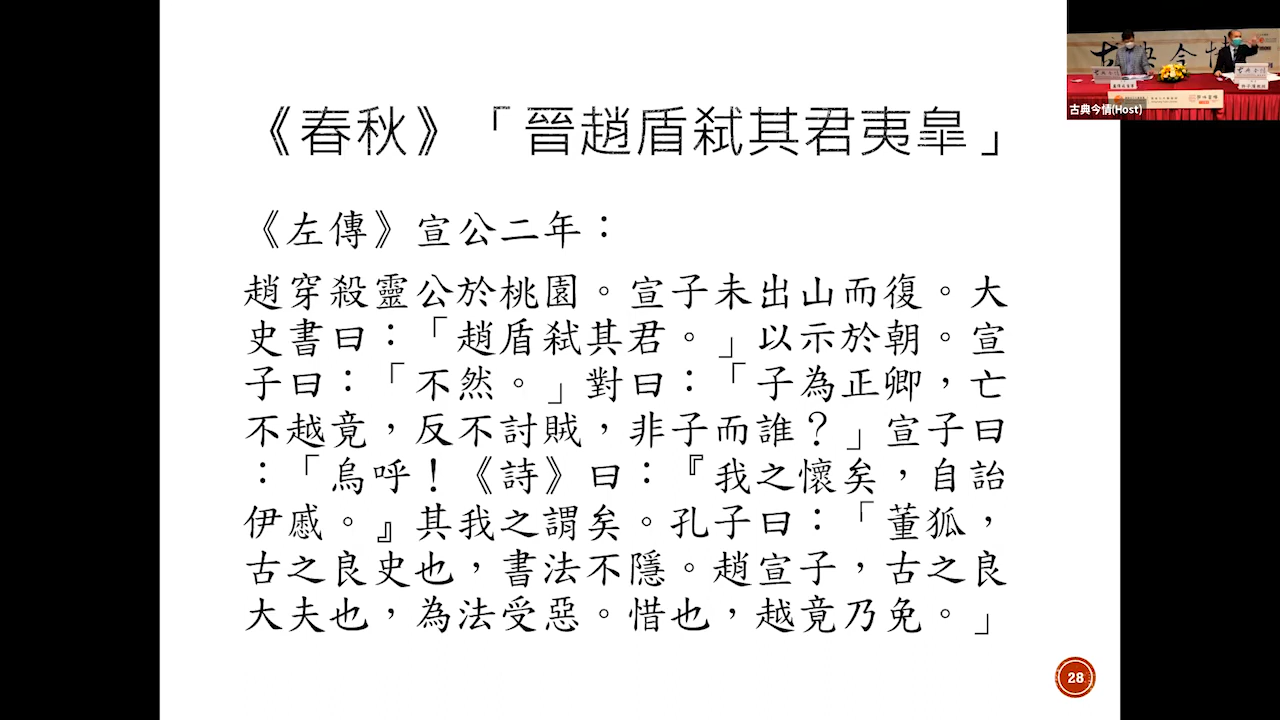 《春秋》「晉趙盾弒其君夷皐」
《左傳》宣公二年：
趙穿殺靈公於桃園。宣子未出山而復。大
史書曰：「趙盾弒其君。」以示於朝。宣
子曰：「不然。」對曰：「子為正卿，亡
不越竟，反不討賊，非子而誰？」宣子曰
：「烏呼！《詩》曰：『我之懷矣，自詒
伊慼。』其我之謂矣。孔子曰：「董狐，
古之良史也，書法不隱。趙宣子，古之良
大夫也，為法受惡。惜也，越竟乃免。」
28
古典今情
古典今情(Host)